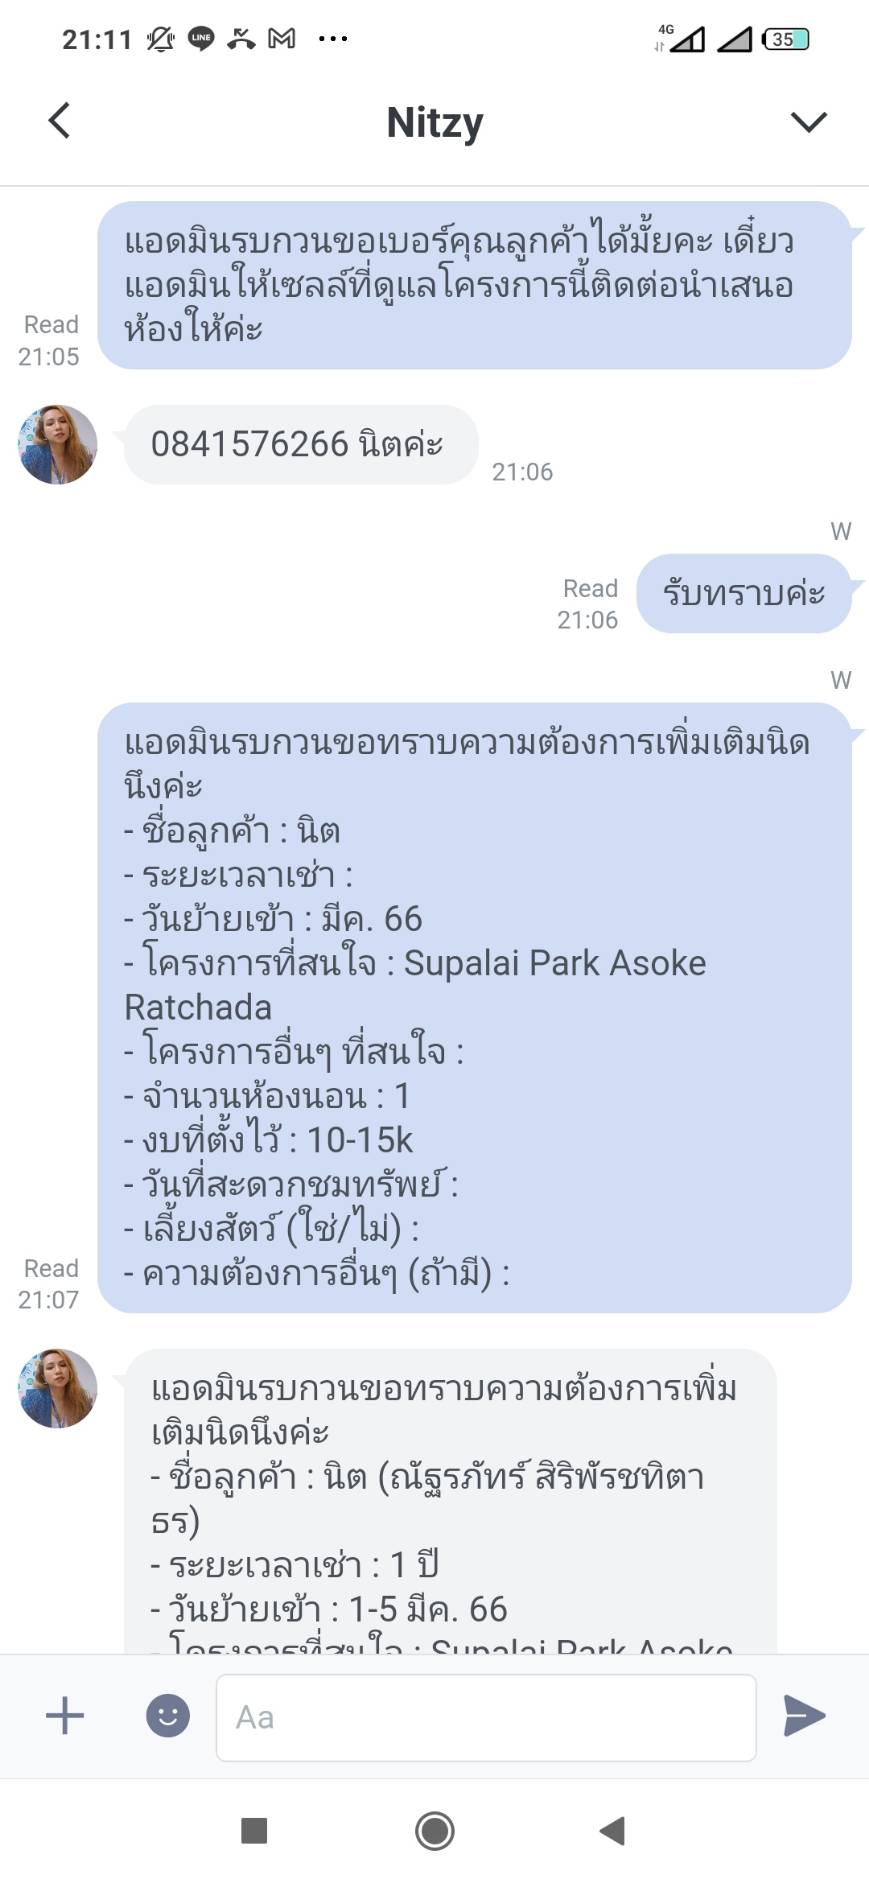 21:11
LINE
4G
35
Nitzy
แอดมินรบกวนขอเบอร์คุณลูกค้าได้มั้ยคะ เดี๋ยว
แอดมินให้เซลล์ที่ดูแลโครงการนี้ติดต่อนำเสนอ
ห้องให้ค่ะ
Read
21:05
0841576266 นิตค่ะ
21:06
W
รับทราบค่ะ
Read
21:06
W
แอดมินรบกวนขอทราบความต้องการเพิ่มเติมนิด
นึงค่ะ
- ชื่อลูกค้า : นิต
- ระยะเวลาเช่า :
- วันย้ายเข้า : มีค. 66
- โครงการที่สนใจ : Supalai Park Asoke
Ratchada
- โครงการอื่นๆ ที่สนใจ :
- จำนวนห้องนอน : 1
- งบที่ตั้งไว้ : 10-15k
- วันที่สะดวกชมทรัพย์ :
- เลี้ยงสัตว์ (ใช่/ไม่) :
- ความต้องการอื่นๆ (ถ้ามี) :
Read
21:07
แอดมินรบกวนขอทราบความต้องการเพิ่ม
เติมนิดนึงค่ะ
- ชื่อลูกค้า : นิต (ณัฐรภัทร์ สิริพัรชทิตา
ธร)
- ระยะเวลาเช่า : 1 ปี
- วันย้ายเข้า : 1-5 มีค. 66
- โครงการที่สนใจ : Supalai Park Asoke
Aa